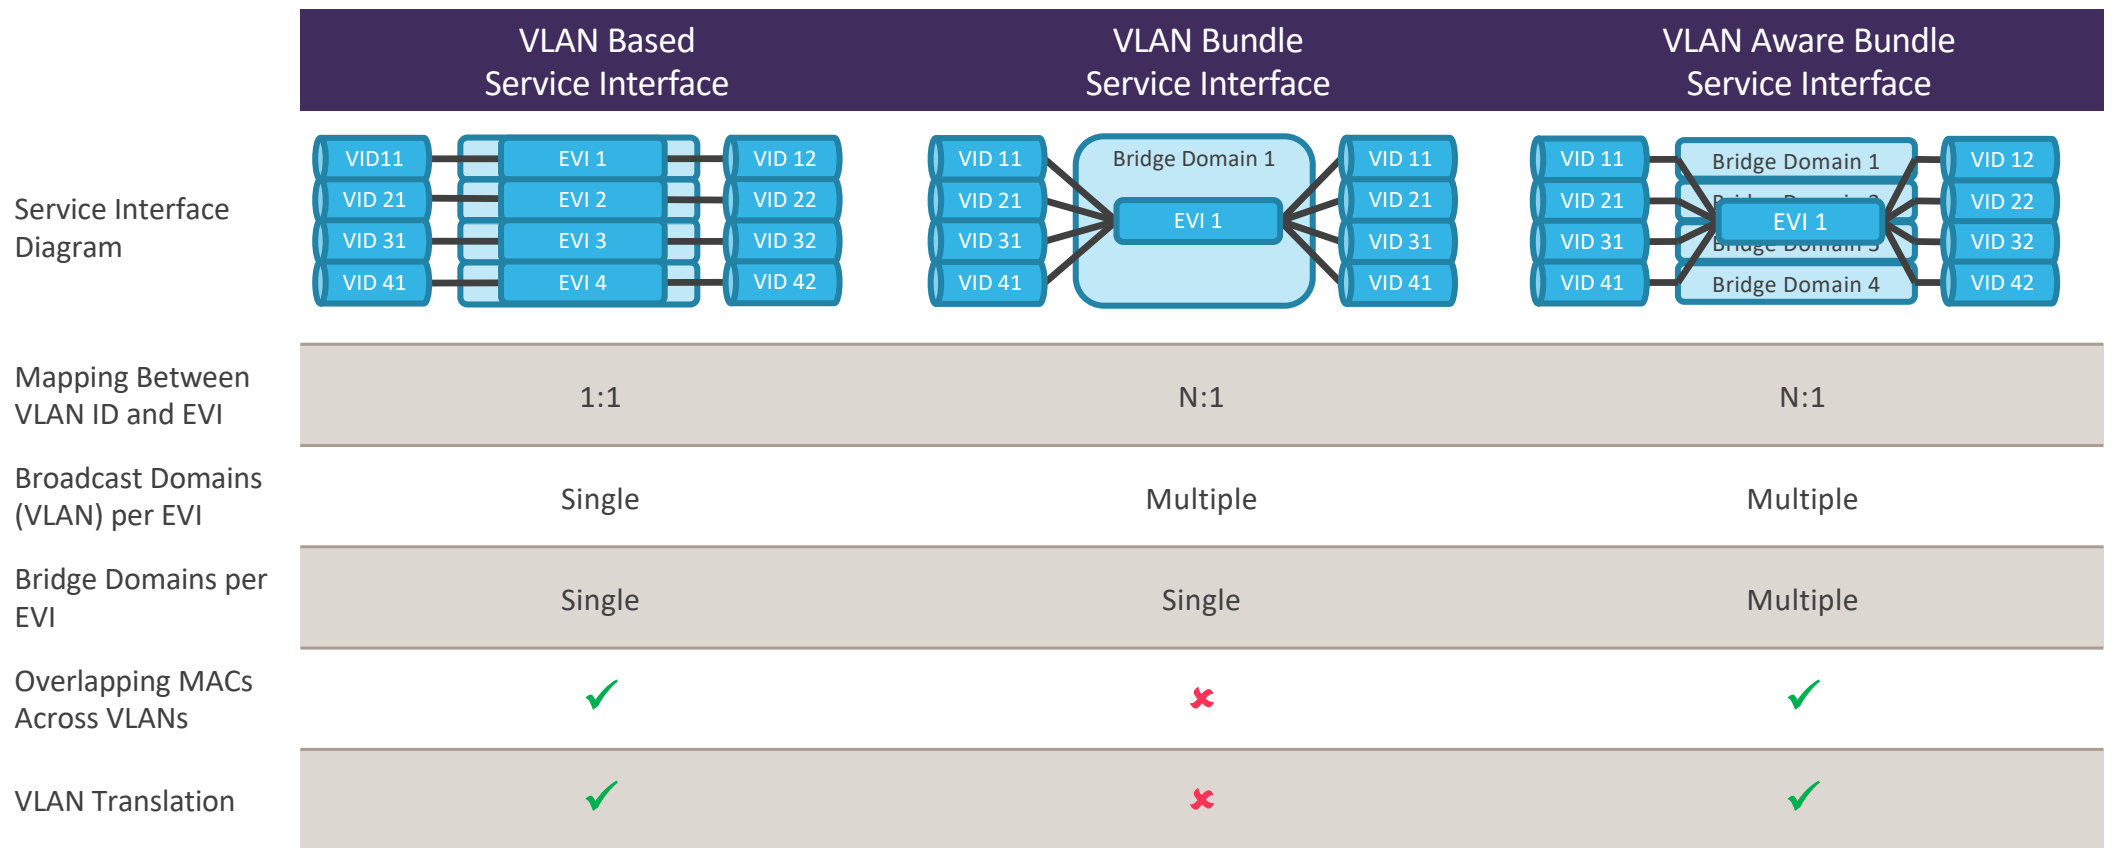 VLAN Based
Service Interface
VLAN Bundle
Service Interface
VLAN Aware Bundle
Service Interface
Service Interface
Diagram
VID11
VID 21
VID 31
VID 41
EVI 1
EVI 2
EVI 3
EVI 4
VID 12
VID 22
VID 32
VID 42
VID 11
VID 21
VID 31
VID 41
Bridge Domain 1
EVI 1
VID 11
VID 21
VID 31
VID 41
VID 11
VID 21
VID 31
VID 41
Bridge Domain 1
EVI 1
Bridge Domain 4
VID 12
VID 22
VID 32
VID 42
Mapping Between
VLAN ID and EVI
1:1
N:1
N:1
Broadcast Domains
(VLAN) per EVI
Single
Multiple
Multiple
Bridge Domains per
EVI
Single
Single
Multiple
Overlapping MACs
Across VLANs
VLAN Translation